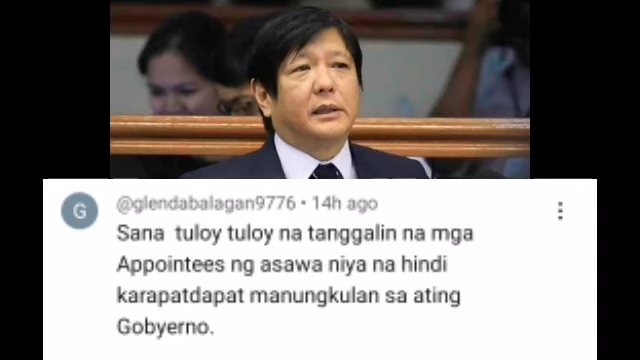 G
@glendabalagan9776 • 14h ago
Sana tuloy tuloy na tanggalin na mga
Appointees ng asawa niya na hindi
karapatdapat manungkulan sa ating
Gobyerno.